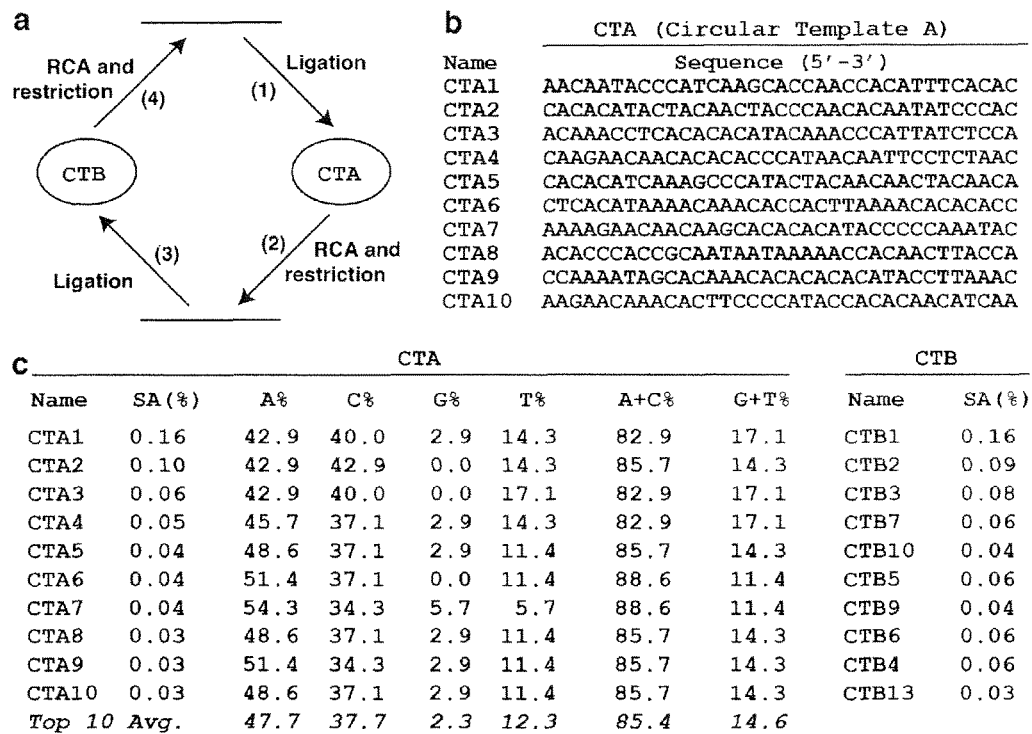 a
RCA and
restriction
(4)
Ligation
(1)
CTB
CTA
(3)
Ligation
(2)
RCA and
restriction
b
CTA (Circular Template A)
Name Sequence (5'-3')
CTA1 AACAATACCCATCAAGCACCAACCACATTTCACAC
CTA2 CACACATACTACAACTACCCAACACAATATCCCAC
CTA3 ACAAACCTCACACACATACAAACCCATTATCTCCA
CTA4 CAAGAACAACACACACCCATAACAATTCCTCTAAC
CTA5 CACACATCAAAGCCCATACTACAACAACTACAACA
CTA6 CTCACATAAAACAAACACCACTTAAAACACACACC
CTA7 AAAAGAACAACAAGCACACACATACCCCCAAATAC
CTA8 ACACCCACCGCAATAATAAAAACCACAACTTACCA
CTA9 CCAAAATAGCACAAACACACACACATACCTTAAAC
CTA10 AAGAACAAACACTTCCCCATACCACACAACATCAA
c
CTA CTB
Name SA(%) A% C% G% T% A+C% G+T% Name SA(%)
CTA1 0.16 42.9 40.0 2.9 14.3 82.9 17.1 CTB1 0.16
CTA2 0.10 42.9 42.9 0.0 14.3 85.7 14.3 CTB2 0.09
CTA3 0.06 42.9 40.0 0.0 17.1 82.9 17.1 CTB3 0.08
CTA4 0.05 45.7 37.1 2.9 14.3 82.9 17.1 CTB7 0.06
CTA5 0.04 48.6 37.1 2.9 11.4 85.7 14.3 CTB10 0.04
CTA6 0.04 51.4 37.1 0.0 11.4 88.6 11.4 CTB5 0.06
CTA7 0.04 54.3 34.3 5.7 5.7 88.6 11.4 CTB9 0.04
CTA8 0.03 48.6 37.1 2.9 11.4 85.7 14.3 CTB6 0.06
CTA9 0.03 51.4 34.3 2.9 11.4 85.7 14.3 CTB4 0.06
CTA10 0.03 48.6 37.1 2.9 11.4 85.7 14.3 CTB13 0.03
Top 10 Avg. 47.7 37.7 2.3 12.3 85.4 14.6